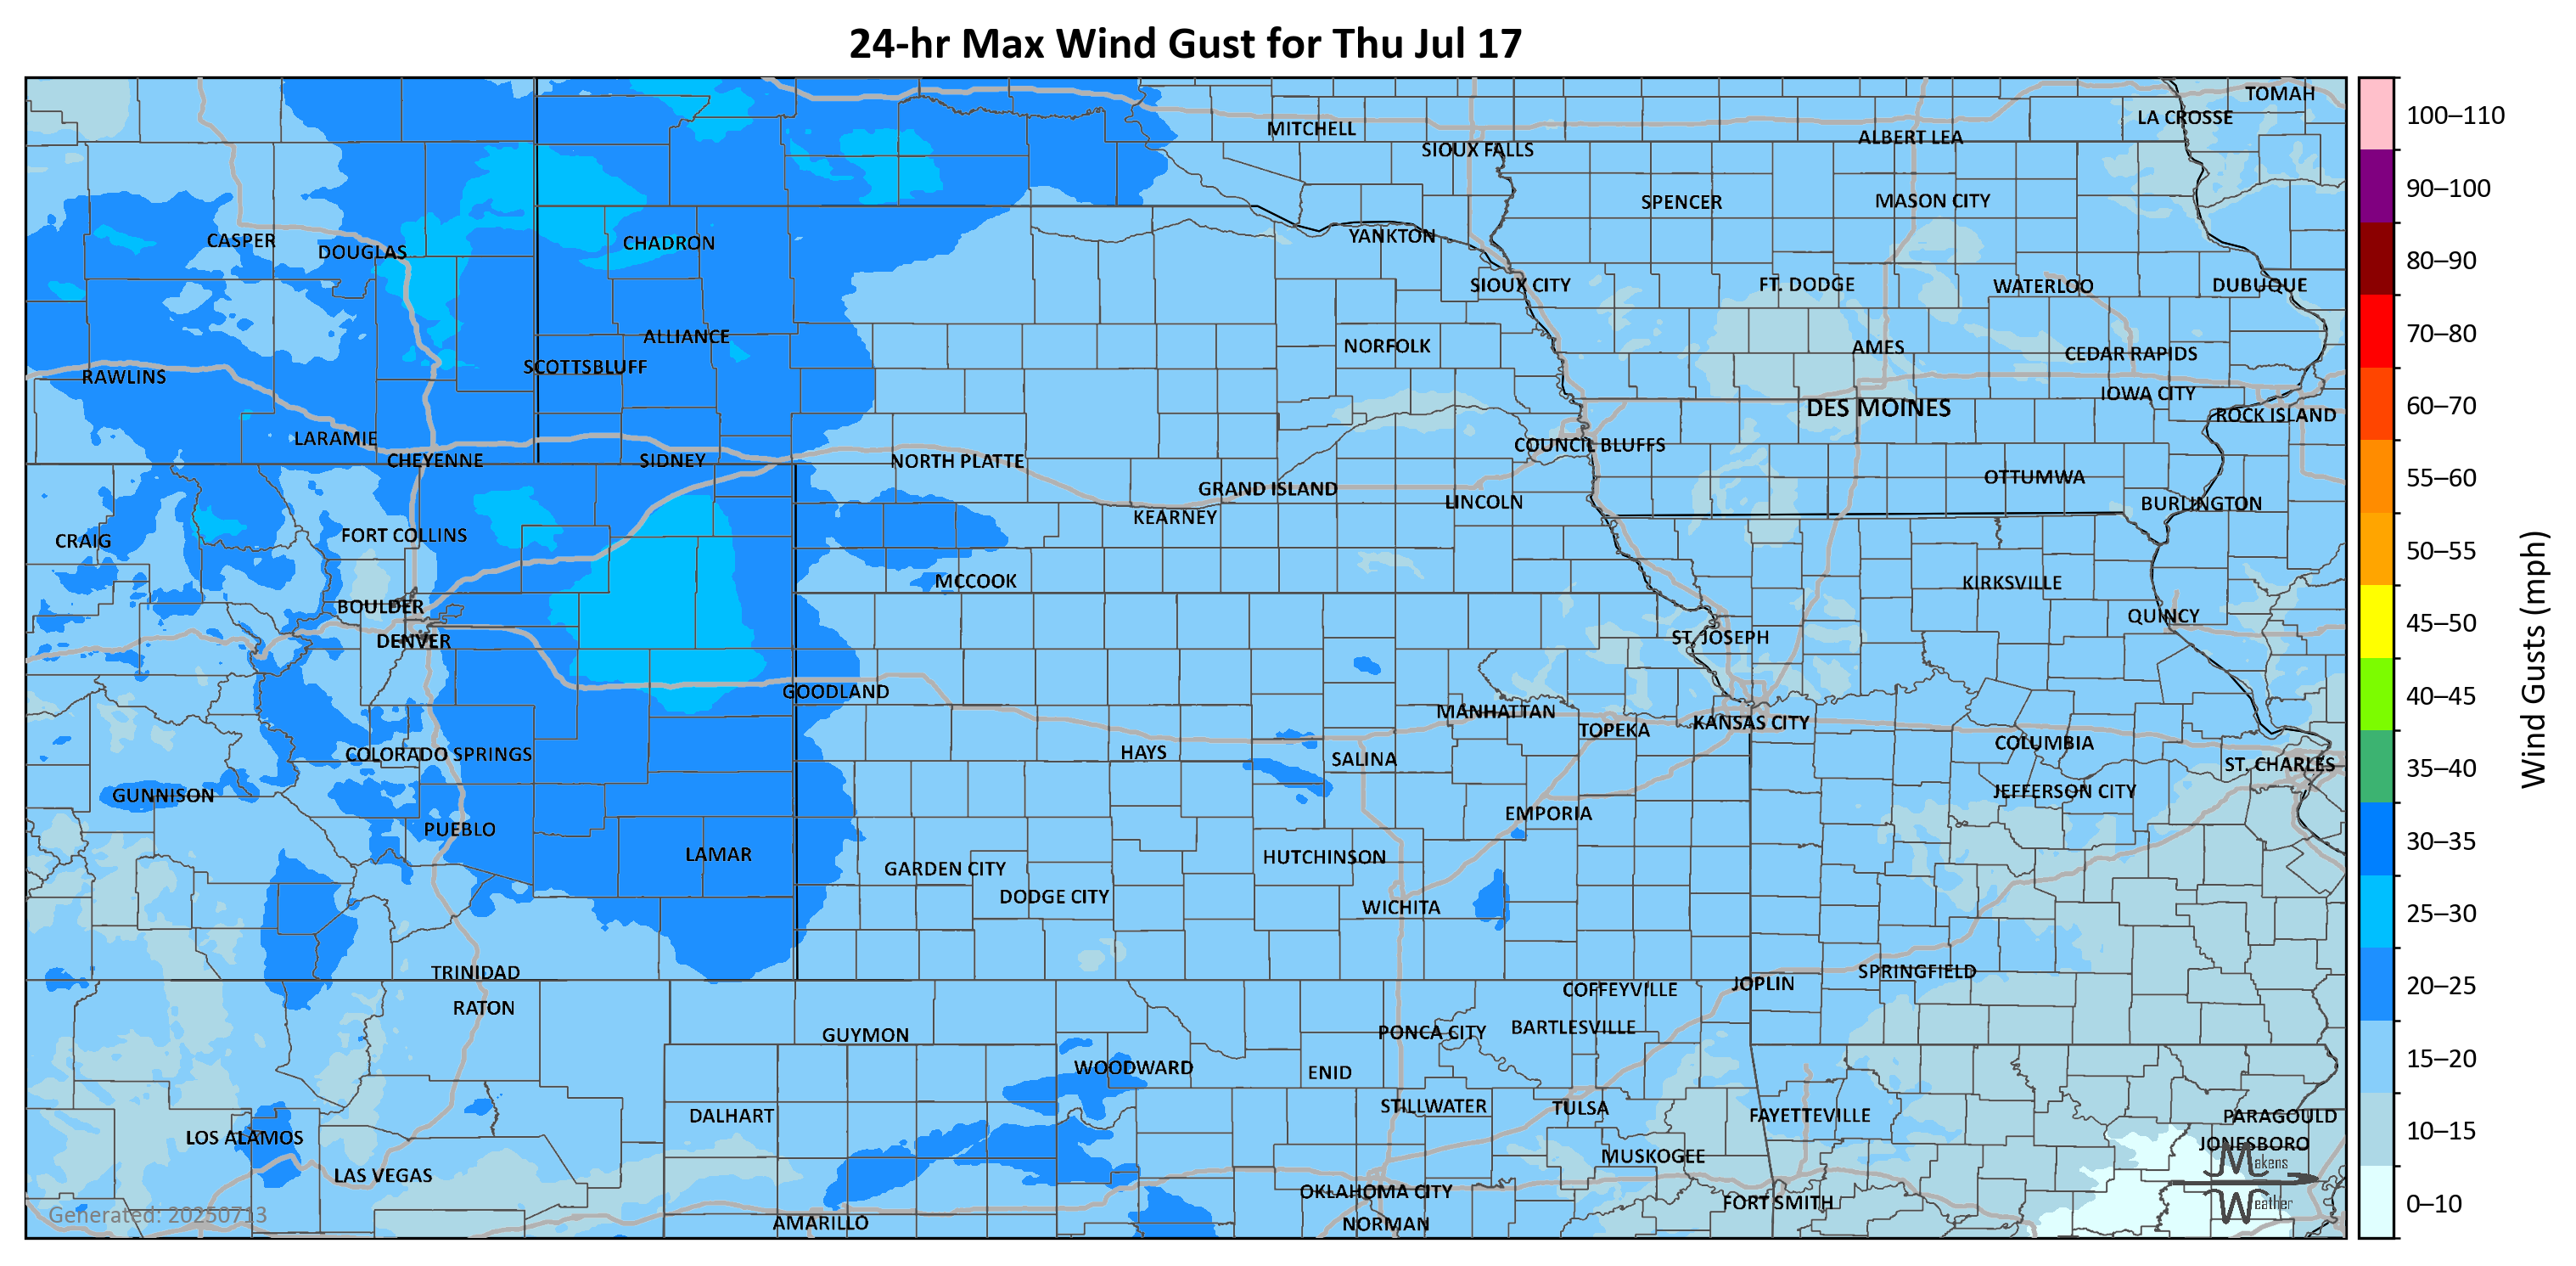 24-hr Max Wind Gust for Thu Jul 17
TOMAH
LA CROSSE
MITCHELL
ALBERT LEA
SIOUX FALLS
SPENCER
MASON CITY
YANKTON
CASPER
DOUGLAS
CHADRON
SIOUX CITY
FT. DODGE
WATERLOO
DUBUQUE
ALLIANCE
NORFOLK
AMES
CEDAR RAPIDS
SCOTTSBLUFF
RAWLINS
IOWA CITY
DES MOINES
ROCK ISLAND
LARAMIE
COUNCIL BLUFFS
CHEYENNE
SIDNEY
NORTH PLATTE
OTTUMWA
GRAND ISLAND
LINCOLN
BURLINGTON
KEARNEY
CRAIG
FORT COLLINS
MCCOOK
KIRKSVILLE
BOULDER
QUINCY
DENVER
ST. JOSEPH
GOODLAND
MANHATTAN
TOPEKA
KANSAS CITY
COLUMBIA
COLORADO SPRINGS
HAYS
SALINA
ST. CHARLES
GUNNISON
JEFFERSON CITY
EMPORIA
PUEBLO
LAMAR
HUTCHINSON
GARDEN CITY
DODGE CITY
WICHITA
TRINIDAD
SPRINGFIELD
JOPLIN
COFFEYVILLE
RATON
GUYMON
PONCA CITY
BARTLESVILLE
WOODWARD
ENID
DALHART
STILLWATER
TULSA
FAYETTEVILLE
PARAGOULD
LOS ALAMOS
JONESBORO
LAS VEGAS
MUSKOGEE
OKLAHOMA CITY
FORT SMITH
AMARILLO
NORMAN
Generated: 20250713
Makens
Weather
100–110
90–100
80–90
70–80
60–70
55–60
50–55
45–50
40–45
35–40
30–35
25–30
20–25
15–20
10–15
0–10
Wind Gusts (mph)